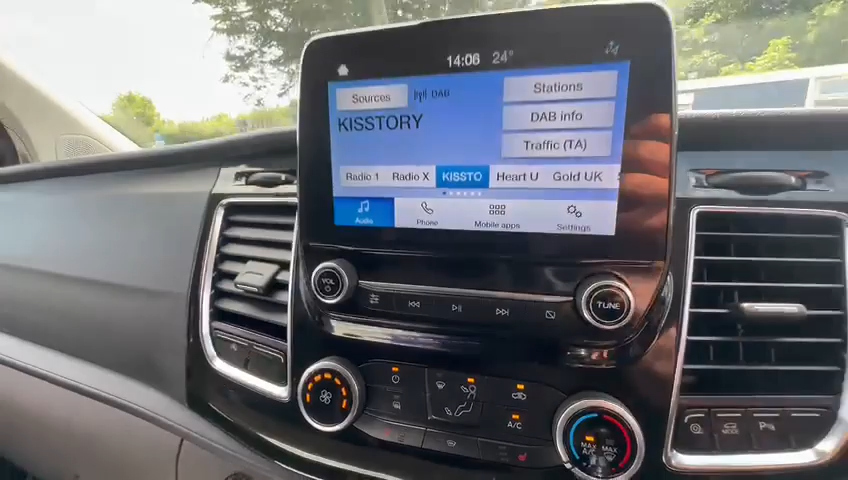 14:06 24°
Sources DAB
KISSTORY
Stations
DAB info
Traffic (TA)
Radio 1 Radio X KISSTO Heart U Gold UK
Audio Phone Mobile apps Settings
VOL
TUNE
A/C
MAX A/C MAX